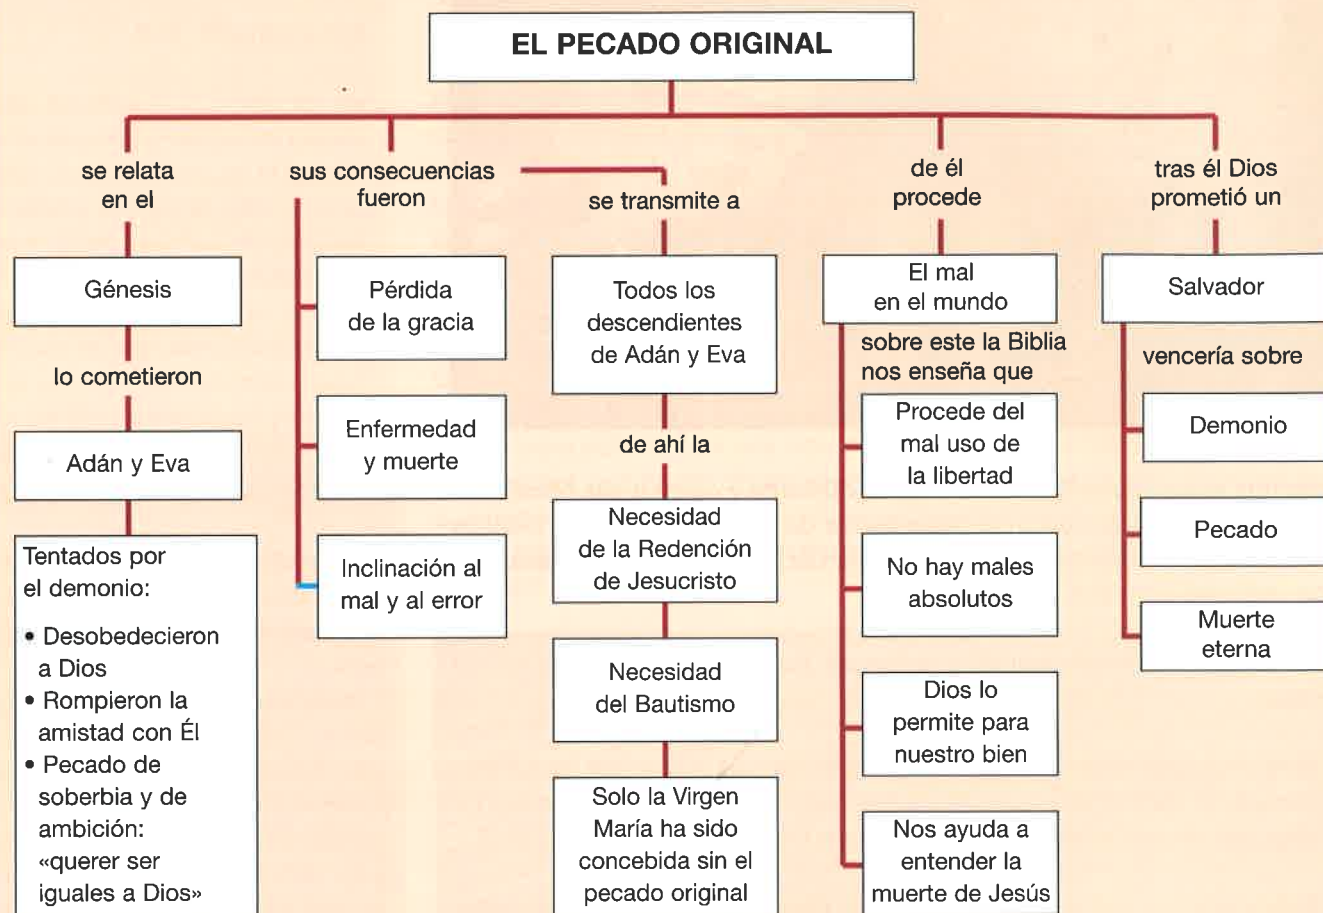 EL PECADO ORIGINAL
se relata
en el
Génesis
lo cometieron
Adán y Eva
Tentados por
el demonio:
• Desobedecieron
a Dios
• Rompieron la
amistad con Él
• Pecado de
soberbia y de
ambición:
«querer ser
iguales a Dios»
sus consecuencias
fueron
Pérdida
de la gracia
Enfermedad
y muerte
Inclinación al
mal y al error
se transmite a
Todos los
descendientes
de Adán y Eva
de ahí la
Necesidad
de la Redención
de Jesucristo
Necesidad
del Bautismo
Solo la Virgen
María ha sido
concebida sin el
pecado original
de él
procede
El mal
en el mundo
sobre este la Biblia
nos enseña que
Procede del
mal uso de
la libertad
No hay males
absolutos
Dios lo
permite para
nuestro bien
Nos ayuda a
entender la
muerte de Jesús
tras él Dios
prometió un
Salvador
vencería sobre
Demonio
Pecado
Muerte
eterna